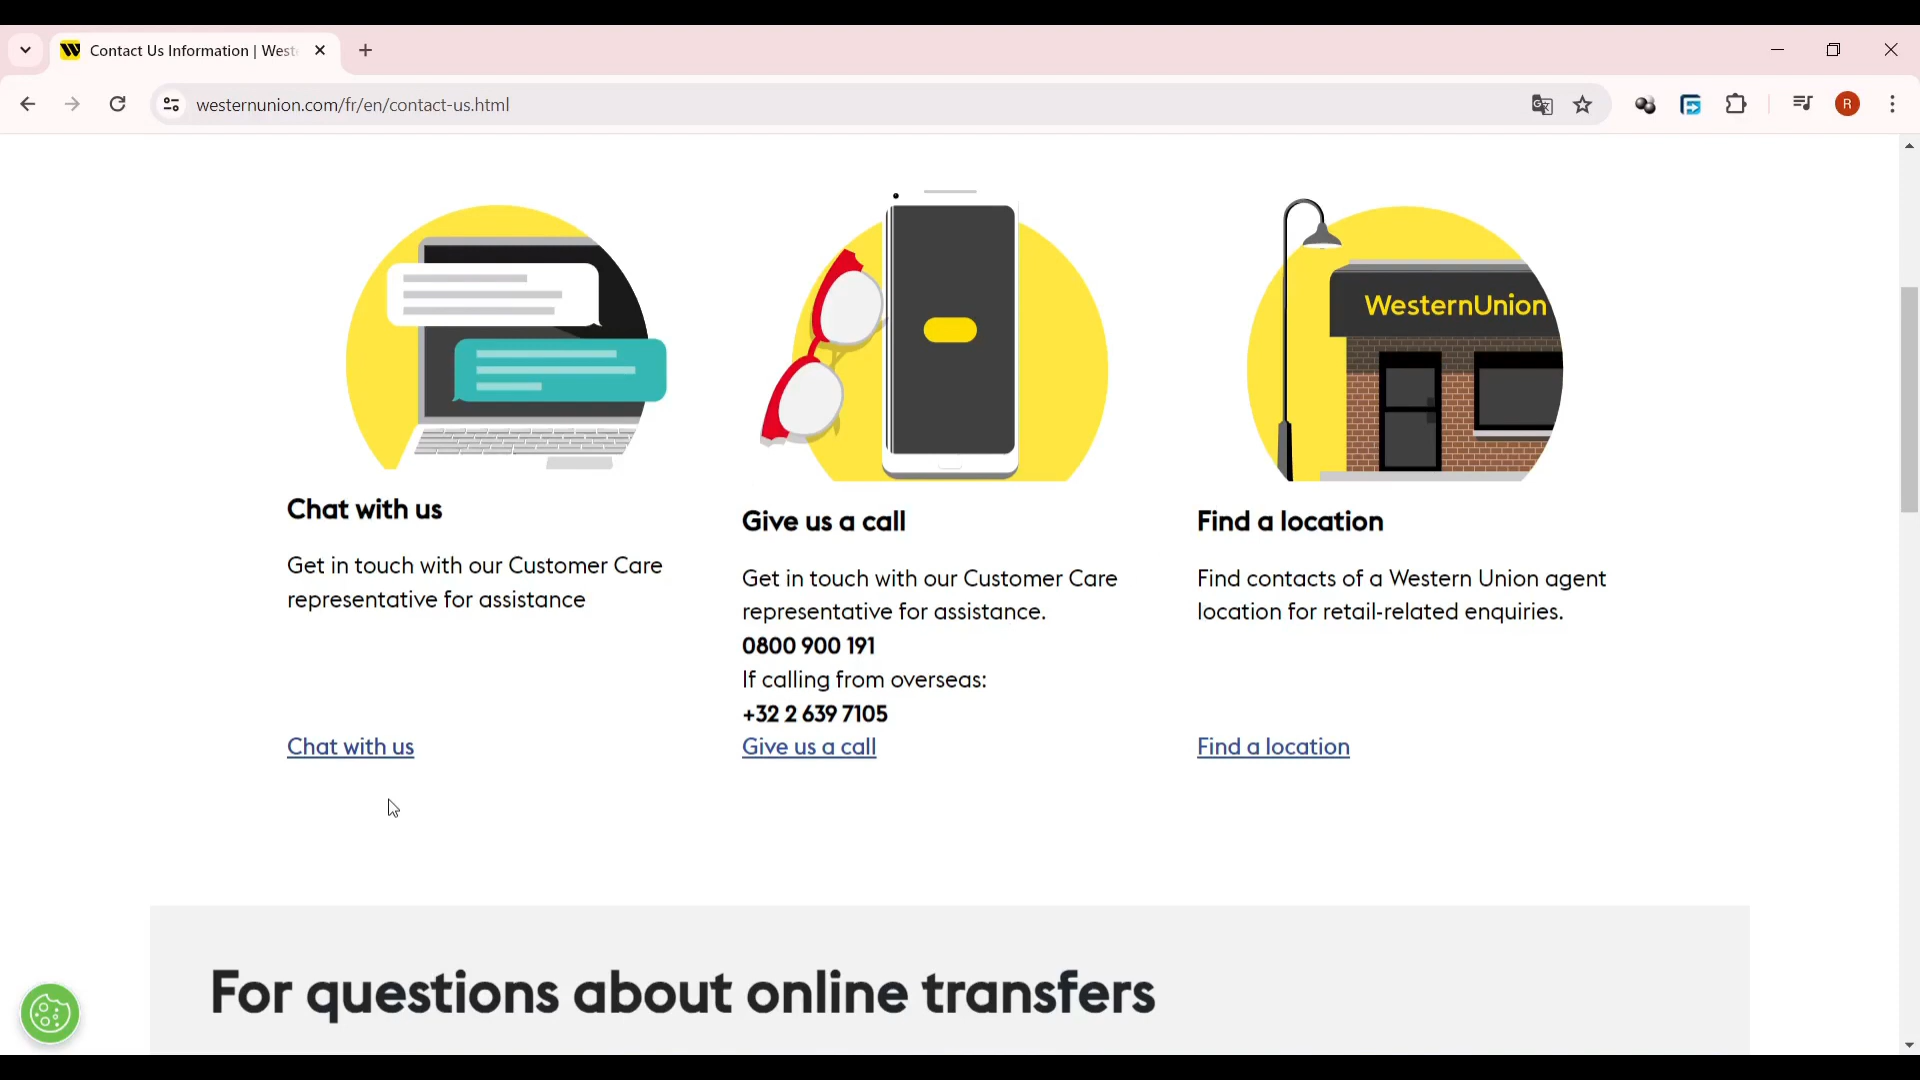 Contact Us Information | West
westernunion.com/fr/en/contact-us.html
R
WesternUnion
Chat with us
Get in touch with our Customer Care
representative for assistance
Chat with us
Give us a call
Get in touch with our Customer Care
representative for assistance.
0800 900 191
If calling from overseas:
+32 2 639 7105
Give us a call
Find a location
Find contacts of a Western Union agent
location for retail-related enquiries.
Find a location
For questions about online transfers